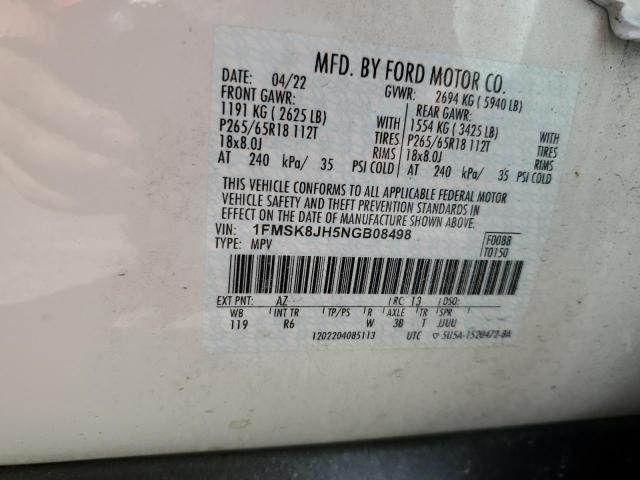 MFD. BY FORD MOTOR CO.
DATE: 04/22 GVWR: 2694 KG ( 5940 LB)
FRONT GAWR: REAR GAWR:
1191 KG ( 2625 LB) WITH 1554 KG ( 3425 LB) WITH
P265/65R18 112T TIRES P265/65R18 112T TIRES
18x8.0J RIMS 18x8.0J RIMS
AT 240 kPa/ 35 PSI COLD AT 240 kPa/ 35 PSI COLD
THIS VEHICLE CONFORMS TO ALL APPLICABLE FEDERAL MOTOR
VEHICLE SAFETY AND THEFT PREVENTION STANDARDS IN
EFFECT ON THE DATE OF MANUFACTURE SHOWN ABOVE.
VIN: 1FMSK8JH5NGB08498 F0088
TYPE: MPV T0150
EXT PNT: AZ RC: 13 DSO:
WB INT TR TP/PS R AXLE TR SPR
119 R6 W 3B T JJUU
1202204085113 UTC ▽ 5U5A-1520472-BA